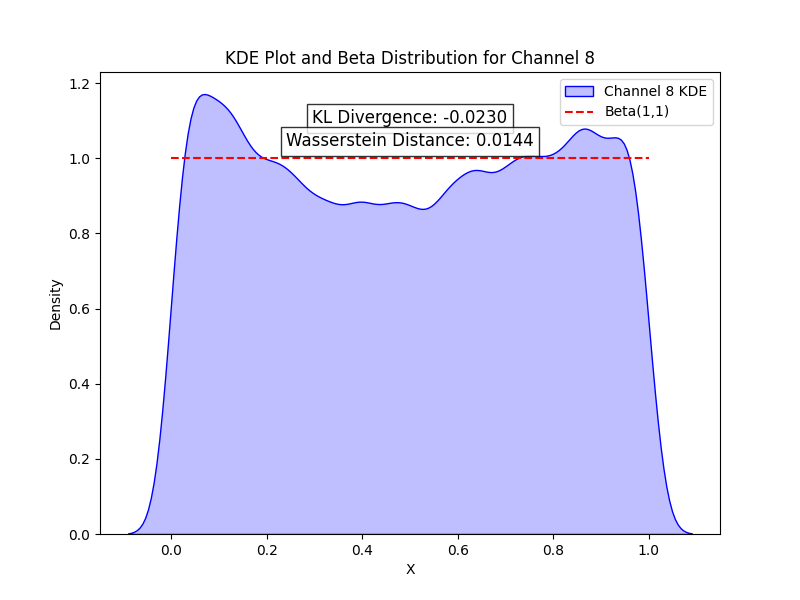 KDE Plot and Beta Distribution for Channel 8
Channel 8 KDE
Beta(1,1)
KL Divergence: -0.0230
Wasserstein Distance: 0.0144
Density
1.2
1.0
0.8
0.6
0.4
0.2
0.0
0.0 0.2 0.4 0.6 0.8 1.0
X